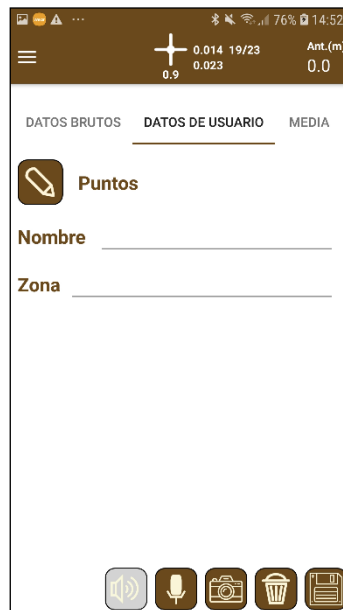 76% 14:52
0.014 19/23
0.023
0.9
Ant.(m)
0.0
DATOS BRUTOS DATOS DE USUARIO MEDIA
Puntos
Nombre
Zona